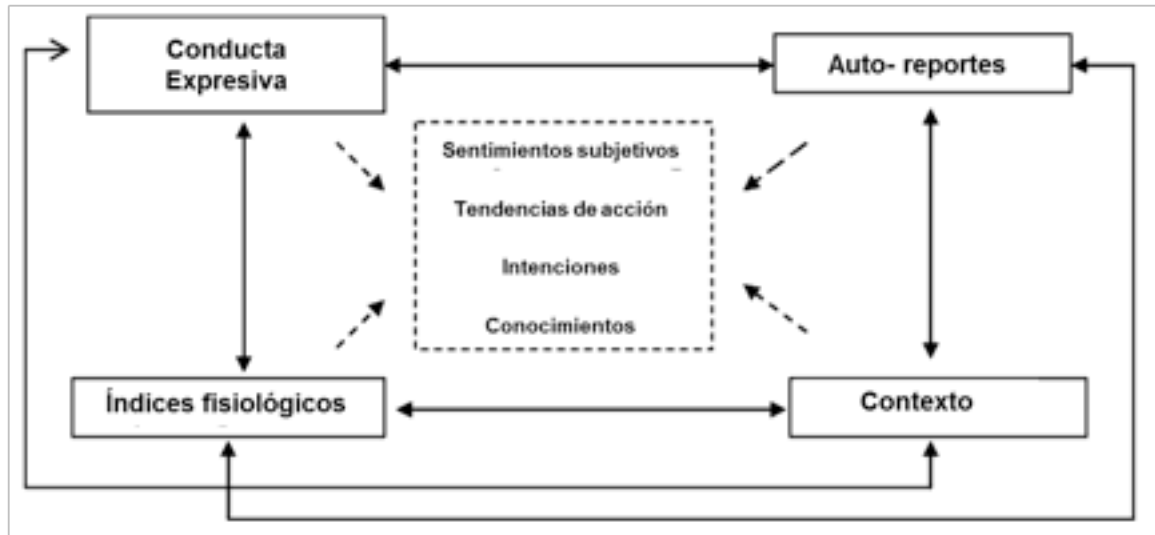 Conducta
Expresiva
Auto- reportes
Sentimientos subjetivos
Tendencias de acción
Intenciones
Conocimientos
Índices fisiológicos
Contexto